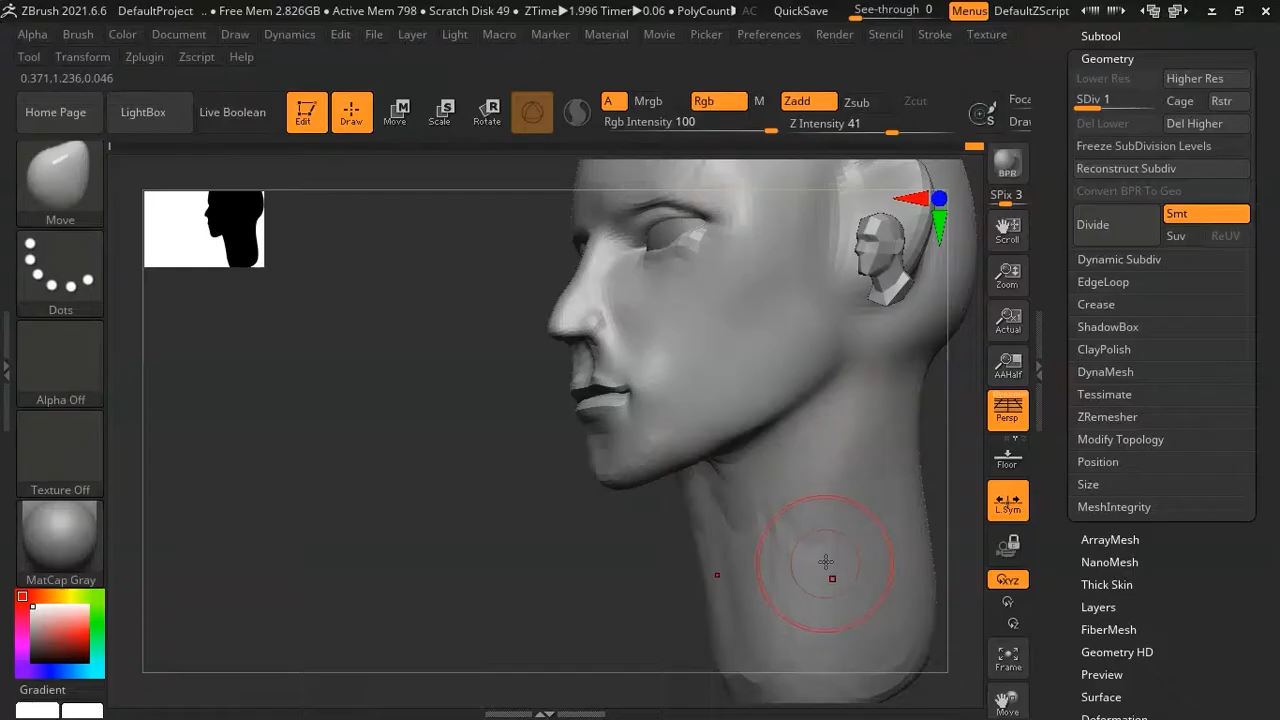 ZBrush 2021.6.6 DefaultProject .. • Free Mem 2.826GB • Active Mem 798 • Scratch Disk 49 • ZTime▶1.996 Timer▶0.06 • PolyCount▶ AC QuickSave See-through 0 Menus DefaultZScript
Alpha Brush Color Document Draw Dynamics Edit File Layer Light Macro Marker Material Movie Picker Preferences Render Stencil Stroke Texture
Tool Transform Zplugin Zscript Help
0.371,1.236,0.046
Home Page LightBox Live Boolean Edit Draw Move Scale Rotate
A Mrgb Rgb M Zadd Zsub Zcut Foca
Rgb Intensity 100 Z Intensity 41 S Draw
Move
Dots
Alpha Off
Texture Off
MatCap Gray
Gradient
BPR
SPix 3
Scroll
Zoom
Actual
AAHalf
Persp
Floor
L.Sym
XYZ
Y
Z
Frame
Move
Subtool
Geometry
Lower Res Higher Res
SDiv 1 Cage Rstr
Del Lower Del Higher
Freeze SubDivision Levels
Reconstruct Subdiv
Convert BPR To Geo
Divide Smt
Suv ReUV
Dynamic Subdiv
EdgeLoop
Crease
ShadowBox
ClayPolish
DynaMesh
Tessimate
ZRemesher
Modify Topology
Position
Size
MeshIntegrity
ArrayMesh
NanoMesh
Thick Skin
Layers
FiberMesh
Geometry HD
Preview
Surface
Deformation